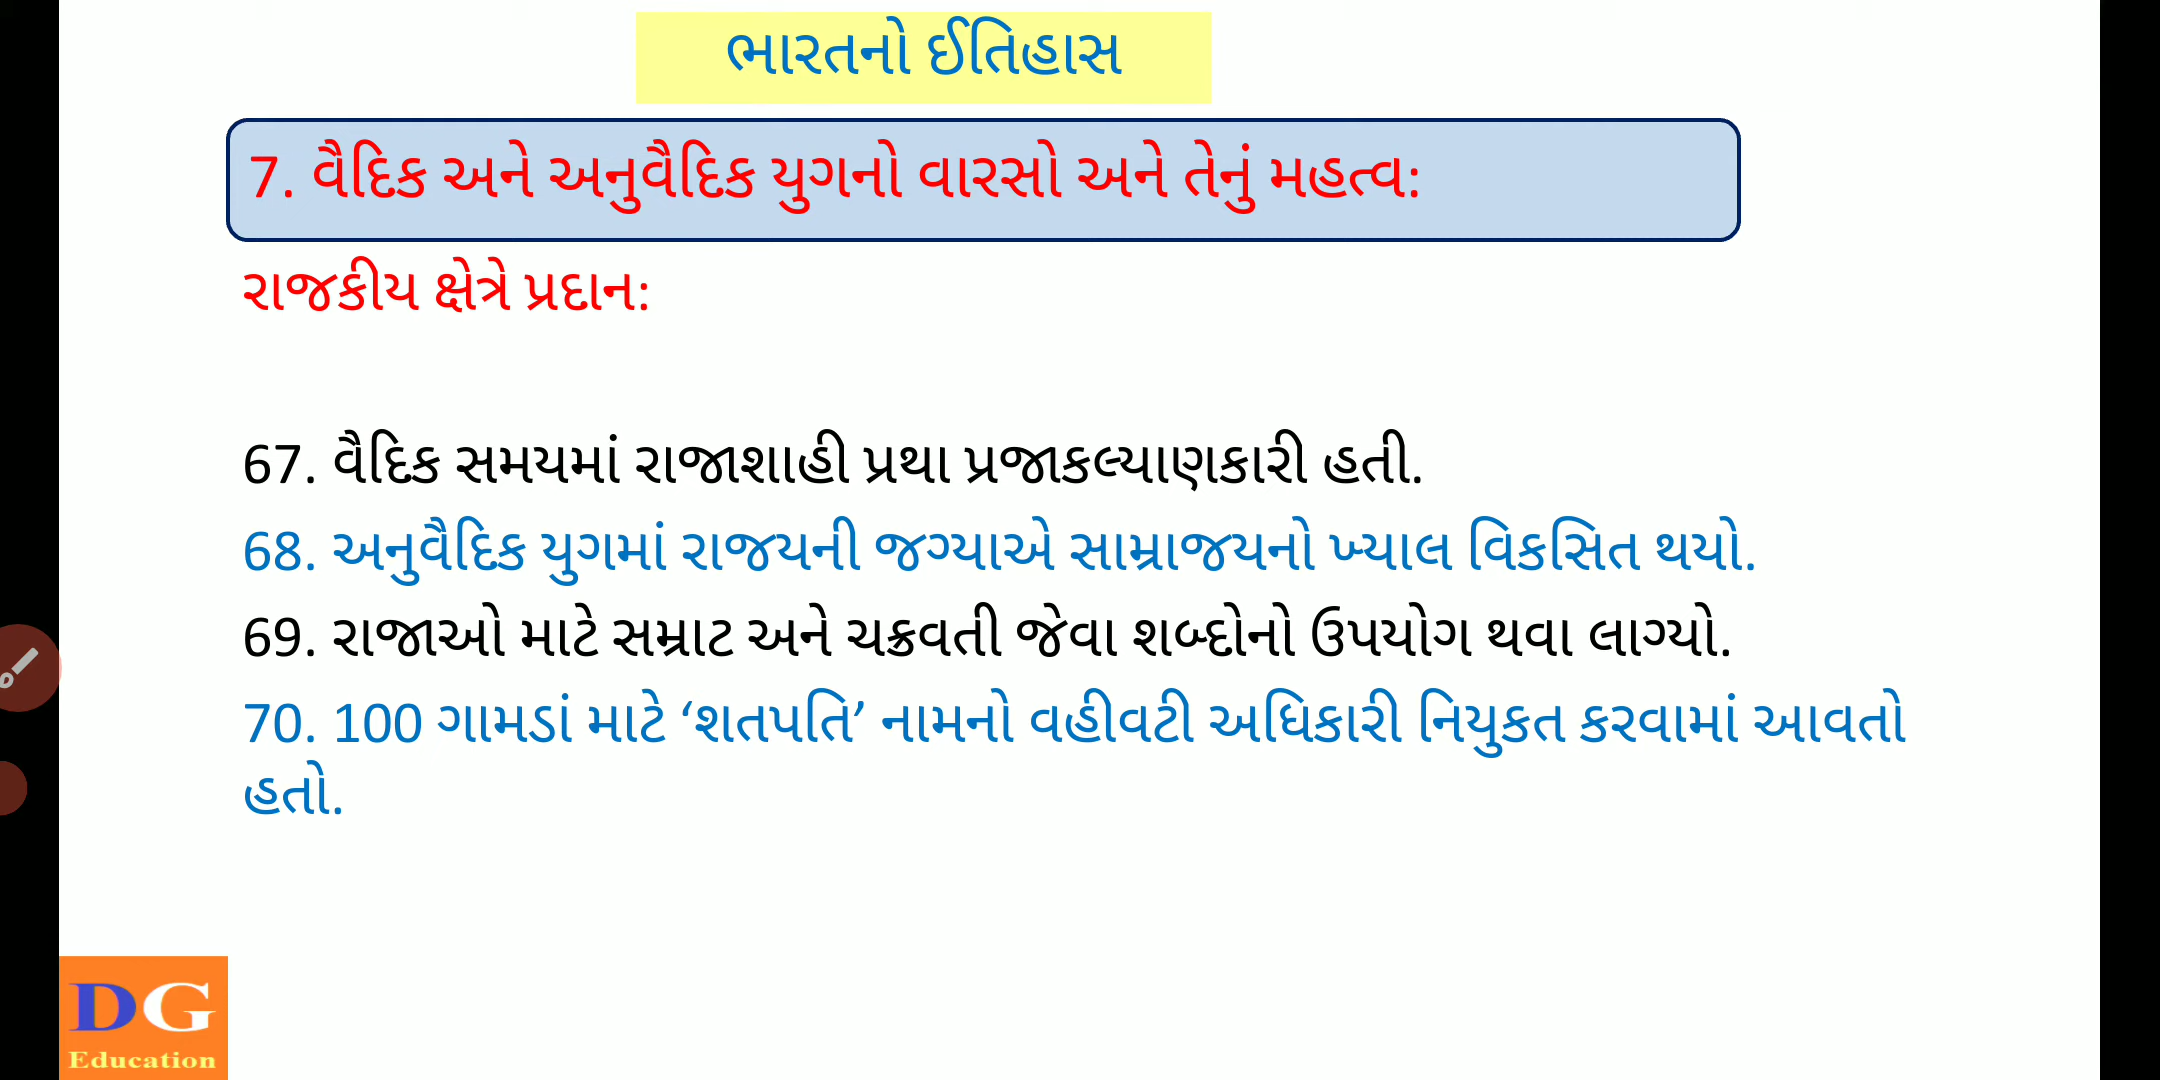 ભારતનો ઈતિહાસ
7. વૈદિક અને અનુવૈદિક યુગનો વારસો અને તેનું મહત્વ:
રાજકીય ક્ષેત્રે પ્રદાન:
67. વૈદિક સમયમાં રાજાશાહી પ્રથા પ્રજાકલ્યાણકારી હતી.
68. અનુવૈદિક યુગમાં રાજયની જગ્યાએ સામ્રાજયનો ખ્યાલ વિકસિત થયો.
69. રાજાઓ માટે સમ્રાટ અને ચક્રવતી જેવા શબ્દોનો ઉપયોગ થવા લાગ્યો.
70. 100 ગામડાં માટે ‘શતપતિ’ નામનો વહીવટી અધિકારી નિયુકત કરવામાં આવતો
હતો.
DG
Education